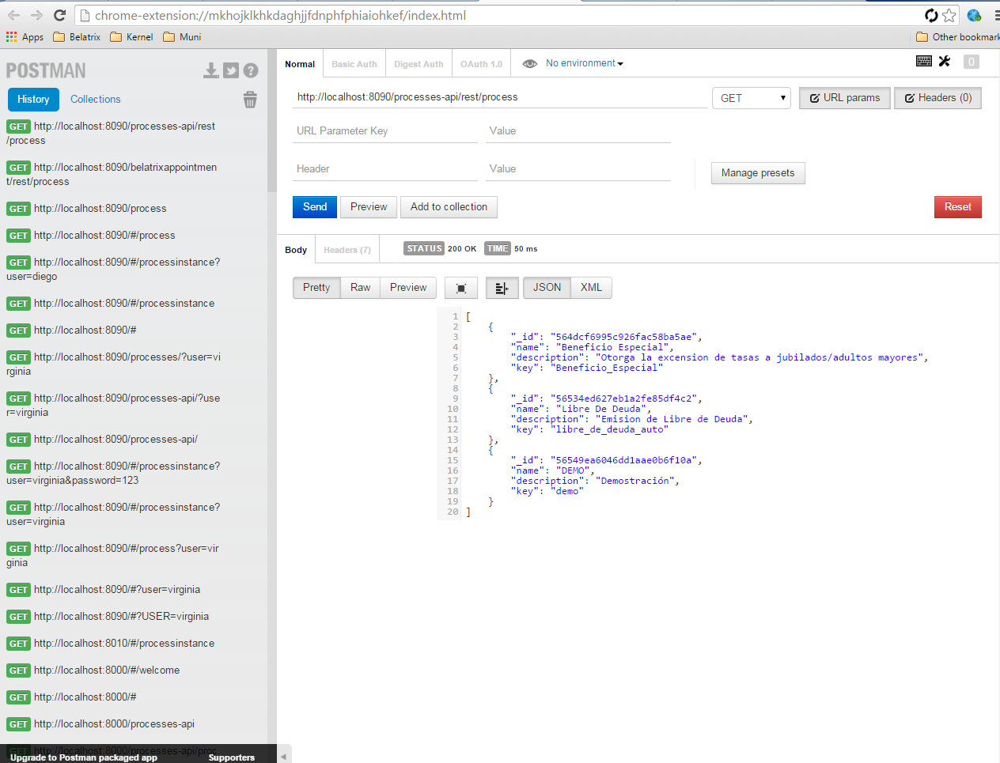 chrome-extension://mkhojklkhkdaghjjfdnphfphiaiohkef/index.html
Apps Belatrix Kernel Muni Other bookmark
POSTMAN
History Collections
GET http://localhost:8090/processes-api/rest
/process
GET http://localhost:8090/belatrixappointmen
t/rest/process
GET http://localhost:8090/process
GET http://localhost:8090/#/process
GET http://localhost:8090/#/processinstance?
user=diego
GET http://localhost:8090/#/processinstance
GET http://localhost:8090/#
GET http://localhost:8090/processes/?user=vi
rginia
GET http://localhost:8090/processes-api/?use
r=virginia
GET http://localhost:8090/processes-api/
GET http://localhost:8090/#/processinstance?
user=virginia&password=123
GET http://localhost:8090/#/processinstance?
user=virginia
GET http://localhost:8090/#/process?user=vir
ginia
GET http://localhost:8090/#?user=virginia
GET http://localhost:8090/#?USER=virginia
GET http://localhost:8010/#/processinstance
GET http://localhost:8000/#/welcome
GET http://localhost:8000/#
GET http://localhost:8000/processes-api
GET http://localhost:8000/processes-api/proc
Upgrade to Postman packaged app Supporters
Normal Basic Auth Digest Auth OAuth 1.0 No environment 0
http://localhost:8090/processes-api/rest/process GET URL params Headers (0)
URL Parameter Key Value
Header Value Manage presets
Send Preview Add to collection Reset
Body Headers (7) STATUS 200 OK TIME 50 ms
Pretty Raw Preview JSON XML
1 [
2 {
3 "_id": "564dcf6995c926fac58ba5ae",
4 "name": "Beneficio Especial",
5 "description": "Otorga la excension de tasas a jubilados/adultos mayores",
6 "key": "Beneficio_Especial"
7 },
8 {
9 "_id": "56534ed627eb1a2fe85df4c2",
10 "name": "Libre De Deuda",
11 "description": "Emision de Libre de Deuda",
12 "key": "libre_de_deuda_auto"
13 },
14 {
15 "_id": "56549ea6046dd1aae0b6f10a",
16 "name": "DEMO",
17 "description": "Demostración",
18 "key": "demo"
19 }
20 ]